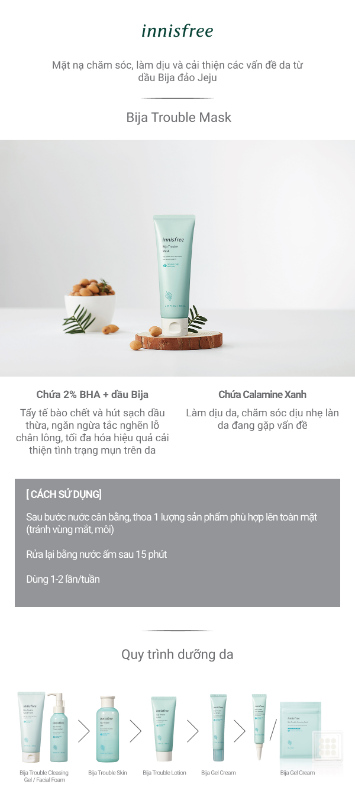 innisfree
Mặt nạ chăm sóc, làm dịu và cải thiện các vấn đề da từ
dầu Bija đảo Jeju
Bija Trouble Mask
innisfree
Chứa 2% BHA + dầu Bija
Tẩy tế bào chết và hút sạch dầu
thừa, ngăn ngừa tắc nghẽn lỗ
chân lông, tối đa hóa hiệu quả cải
thiện tình trạng mụn trên da
Chứa Calamine Xanh
Làm dịu da, chăm sóc dịu nhẹ làn
da đang gặp vấn đề
[ CÁCH SỬ DỤNG]
Sau bước nước cân bằng, thoa 1 lượng sản phẩm phù hợp lên toàn mặt
(tránh vùng mắt, môi)
Rửa lại bằng nước ấm sau 15 phút
Dùng 1-2 lần/tuần
Quy trình dưỡng da
Bija Trouble Cleasing
Gel / Facial Foam
Bija Trouble Skin
Bija Trouble Lotion
Bija Gel Cream
Bija Gel Cream